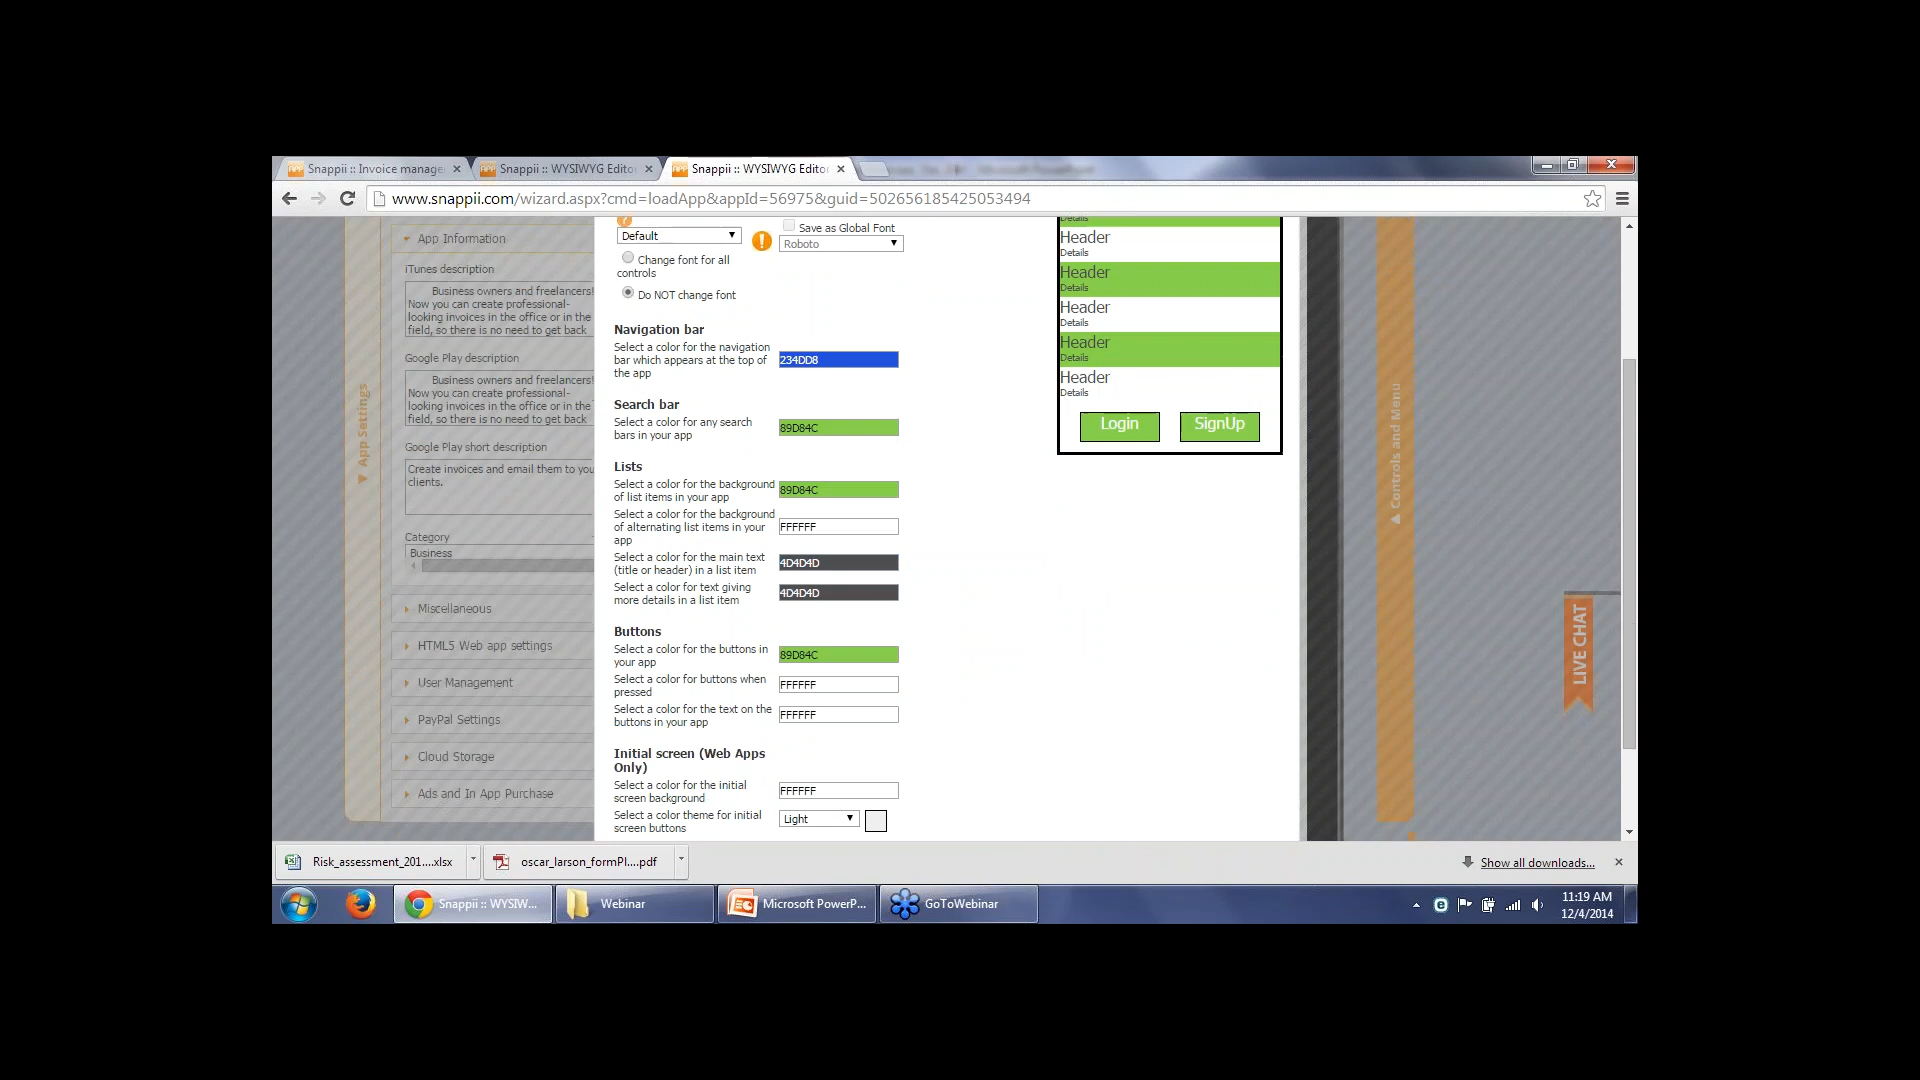 Snappii :: Invoice manage
Snappii :: WYSIWYG Edito
Snappii :: WYSIWYG Editor
www.snappii.com/wizard.aspx?cmd=loadApp&appId=56975&guid=502656185425053494
App Settings
App Information
iTunes description
Business owners and freelancers!
Now you can create professional-
looking invoices in the office or in the
field, so there is no need to get back
Google Play description
Business owners and freelancers!
Now you can create professional-
looking invoices in the office or in the
field, so there is no need to get back
Google Play short description
Create invoices and email them to you
clients.
Category
Business
Miscellaneous
HTML5 Web app settings
User Management
PayPal Settings
Cloud Storage
Ads and In App Purchase
Default
!
Save as Global Font
Roboto
Change font for all
controls
Do NOT change font
Navigation bar
Select a color for the navigation
bar which appears at the top of
the app
234DD8
Search bar
Select a color for any search
bars in your app
89D84C
Lists
Select a color for the background
of list items in your app
89D84C
Select a color for the background
of alternating list items in your
app
FFFFFF
Select a color for the main text
(title or header) in a list item
4D4D4D
Select a color for text giving
more details in a list item
4D4D4D
Buttons
Select a color for the buttons in
your app
89D84C
Select a color for buttons when
pressed
FFFFFF
Select a color for the text on the
buttons in your app
FFFFFF
Initial screen (Web Apps
Only)
Select a color for the initial
screen background
FFFFFF
Select a color theme for initial
screen buttons
Light
Details
Header
Details
Header
Details
Header
Details
Header
Details
Header
Details
Login
SignUp
Controls and Menu
LIVE CHAT
Risk_assessment_201....xlsx
oscar_larson_formPl....pdf
Show all downloads...
Snappii :: WYSIW...
Webinar
Microsoft PowerP...
GoToWebinar
11:19 AM
12/4/2014